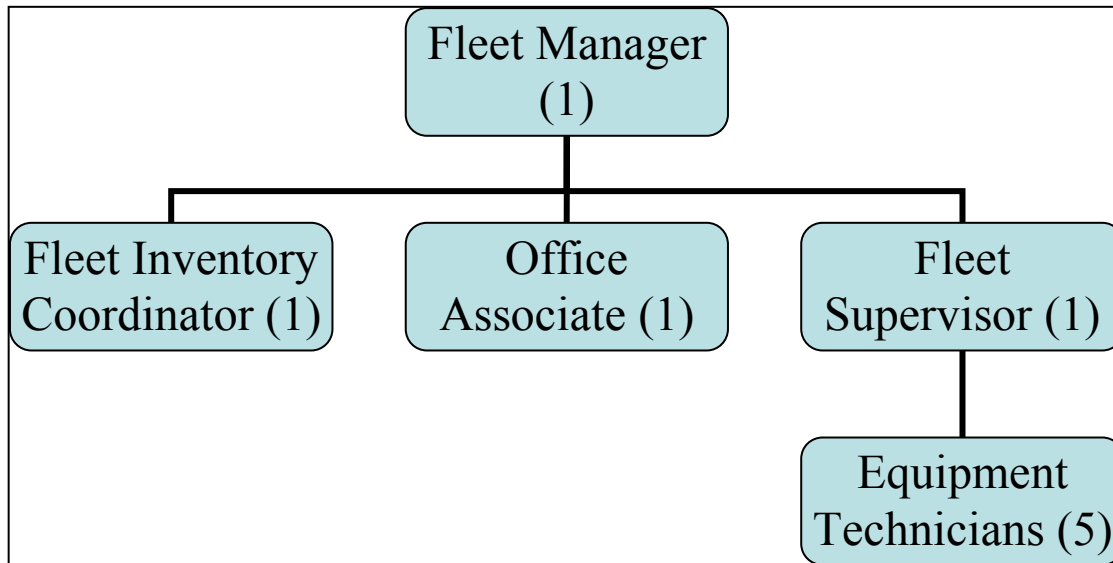 Fleet Manager
(1)
Fleet Inventory
Coordinator (1)
Office
Associate (1)
Fleet
Supervisor (1)
Equipment
Technicians (5)